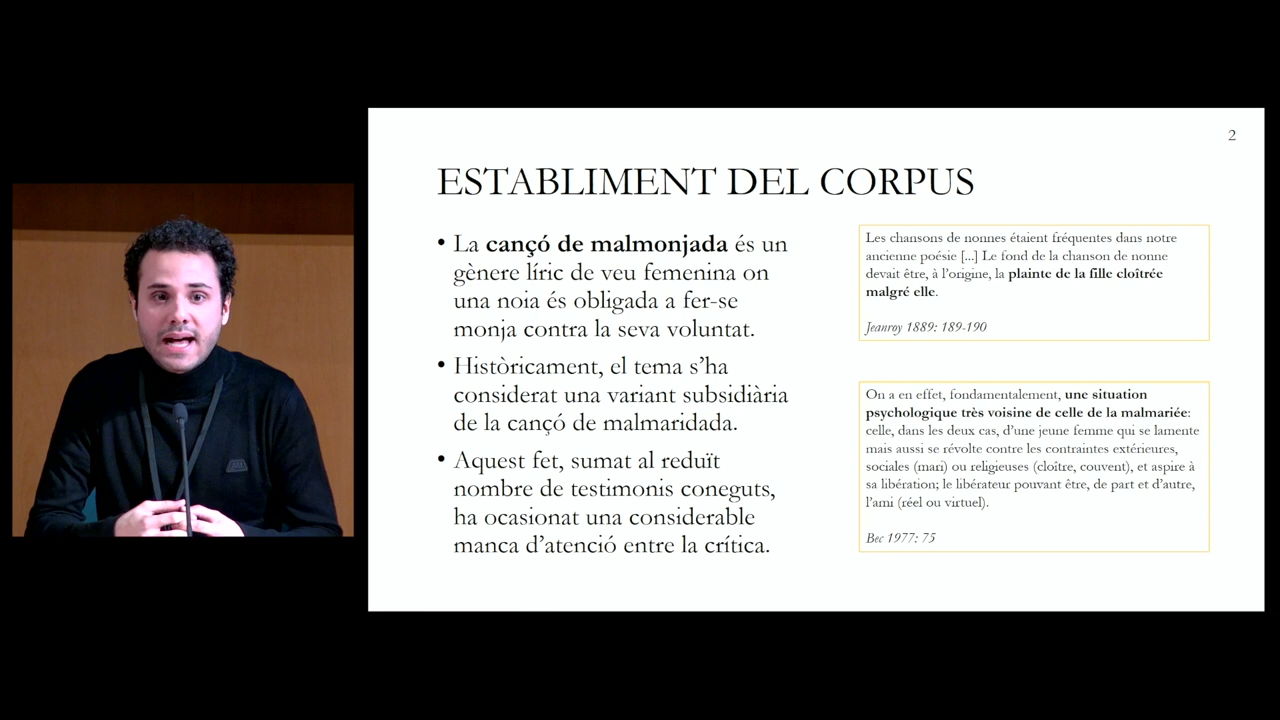 2
ESTABLIMENT DEL CORPUS
• La cançó de malmonjada és un
gènere líric de veu femenina on
una noia és obligada a fer-se
monja contra la seva voluntat.
• Històricament, el tema s’ha
considerat una variant subsidiària
de la cançó de malmaridada.
• Aquest fet, sumat al reduït
nombre de testimonis coneguts,
ha ocasionat una considerable
manca d’atenció entre la crítica.
Les chansons de nonnes étaient fréquentes dans notre
ancienne poésie [...] Le fond de la chanson de nonne
devait être, à l’origine, la plainte de la fille cloîtrée
malgré elle.
Jeanroy 1889: 189-190
On a en effet, fondamentalement, une situation
psychologique très voisine de celle de la malmariée:
celle, dans les deux cas, d’une jeune femme qui se lamente
mais aussi se révolte contre les contraintes extérieures,
sociales (mari) ou religieuses (cloître, couvent), et aspire à
sa libération; le libérateur pouvant être, de part et d’autre,
l’ami (réel ou virtuel).
Bec 1977: 75